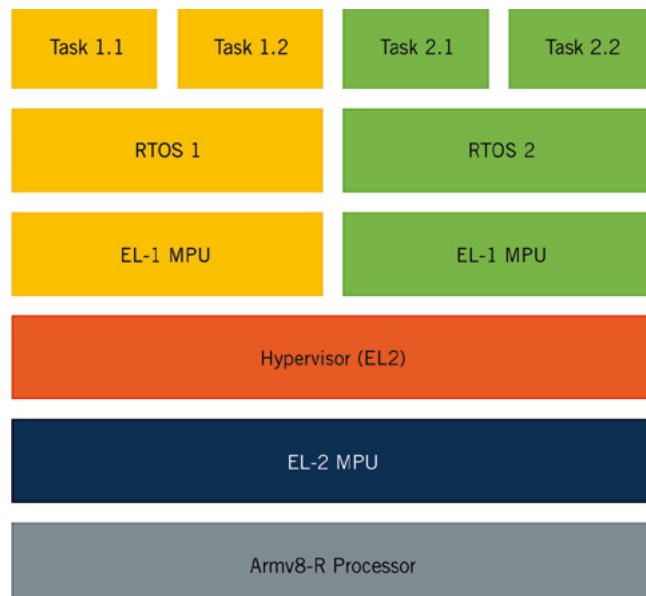 Task 1.1
Task 1.2
Task 2.1
Task 2.2
RTOS 1
RTOS 2
EL-1 MPU
EL-1 MPU
Hypervisor (EL2)
EL-2 MPU
Armv8-R Processor